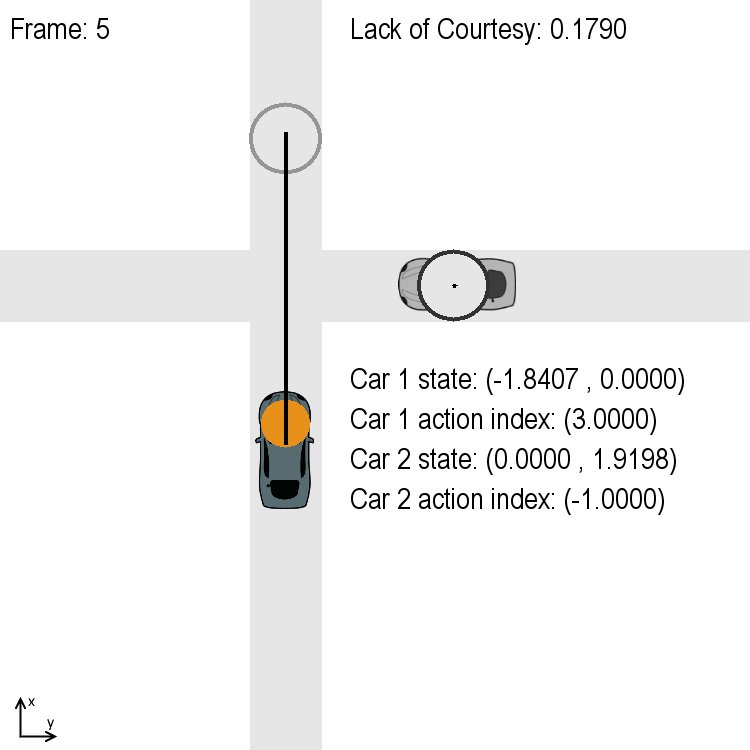 Frame: 5
Lack of Courtesy: 0.1790
Car 1 state: (-1.8407 , 0.0000)
Car 1 action index: (3.0000)
Car 2 state: (0.0000 , 1.9198)
Car 2 action index: (-1.0000)
x
y